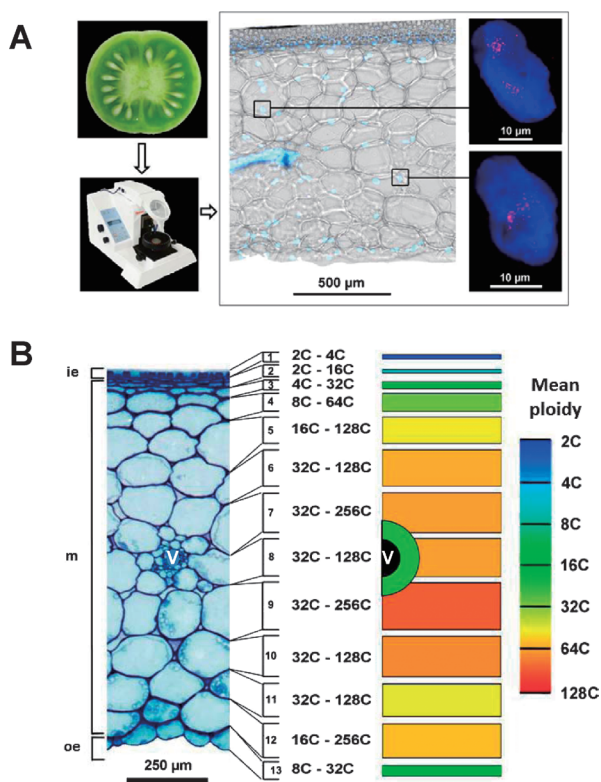 A
10 µm
10 µm
500 µm
B
ie
m
oe
V
250 µm
1 2C - 4C
2 2C - 16C
3 4C - 32C
4 8C - 64C
5 16C - 128C
6 32C - 128C
7 32C - 256C
8 32C - 128C
9 32C - 256C
10 32C - 128C
11 32C - 128C
12 16C - 256C
13 8C - 32C
V
Mean
ploidy
2C
4C
8C
16C
32C
64C
128C